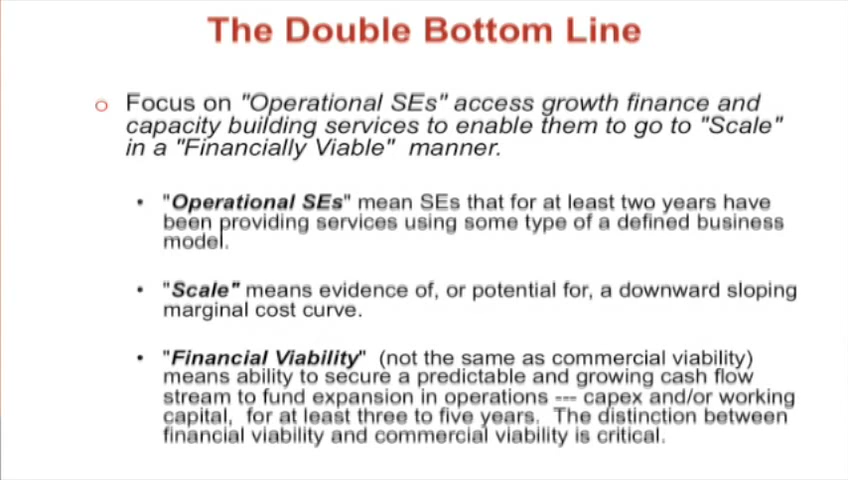 The Double Bottom Line
Focus on "Operational SEs" access growth finance and
capacity building services to enable them to go to "Scale"
in a "Financially Viable" manner.
"Operational SEs" mean SEs that for at least two years have
been providing services using some type of a defined business
model.
"Scale" means evidence of, or potential for, a downward sloping
marginal cost curve.
"Financial Viability" (not the same as commercial viability)
means ability to secure a predictable and growing cash flow
stream to fund expansion in operations --- capex and/or working
capital, for at least three to five years. The distinction between
financial viability and commercial viability is critical.